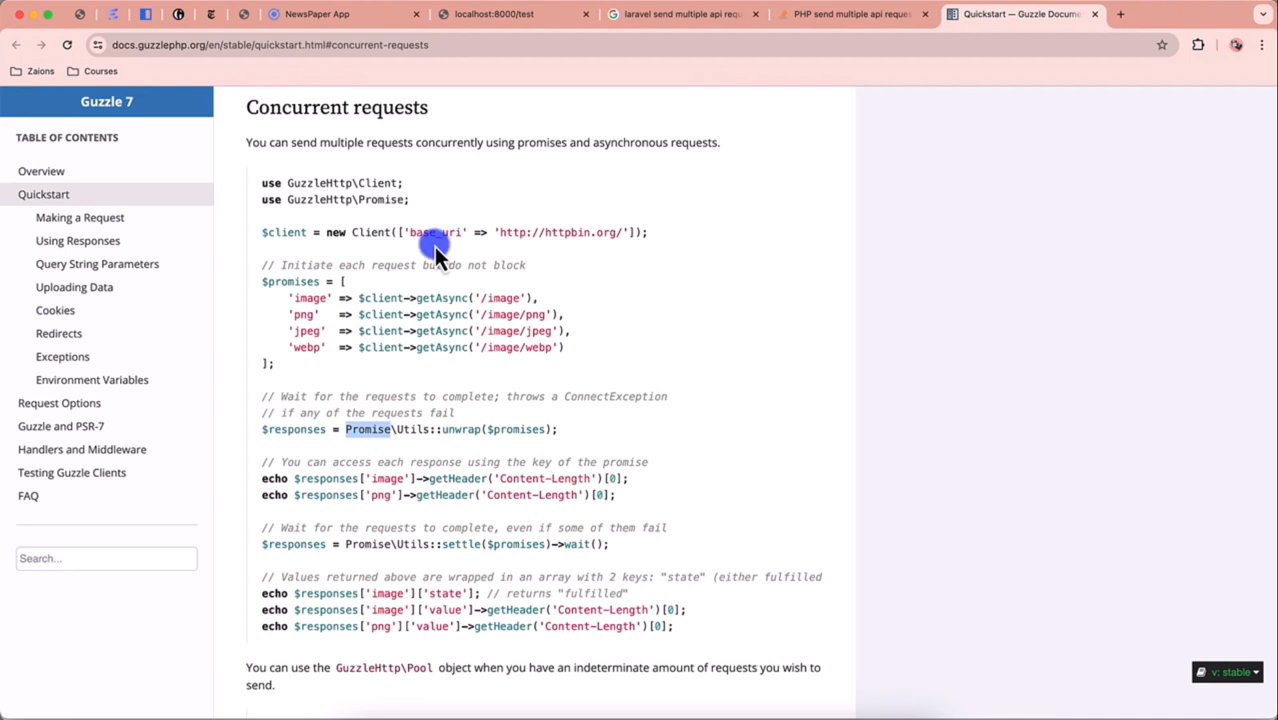 NewsPaper App
localhost:8000/test
laravel send multiple api req
PHP send multiple api reques
Quickstart — Guzzle Docume
docs.guzzlephp.org/en/stable/quickstart.html#concurrent-requests
Zaions
Courses
Guzzle 7
TABLE OF CONTENTS
Overview
Quickstart
Making a Request
Using Responses
Query String Parameters
Uploading Data
Cookies
Redirects
Exceptions
Environment Variables
Request Options
Guzzle and PSR-7
Handlers and Middleware
Testing Guzzle Clients
FAQ
Search...
Concurrent requests
You can send multiple requests concurrently using promises and asynchronous requests.
use GuzzleHttp\Client;
use GuzzleHttp\Promise;
$client = new Client(['base_uri' => 'http://httpbin.org/']);
// Initiate each request but do not block
$promises = [
'image' => $client->getAsync('/image'),
'png' => $client->getAsync('/image/png'),
'jpeg' => $client->getAsync('/image/jpeg'),
'webp' => $client->getAsync('/image/webp')
];
// Wait for the requests to complete; throws a ConnectException
// if any of the requests fail
$responses = Promise\Utils::unwrap($promises);
// You can access each response using the key of the promise
echo $responses['image']->getHeader('Content-Length')[0];
echo $responses['png']->getHeader('Content-Length')[0];
// Wait for the requests to complete, even if some of them fail
$responses = Promise\Utils::settle($promises)->wait();
// Values returned above are wrapped in an array with 2 keys: "state" (either fulfilled
echo $responses['image']['state']; // returns "fulfilled"
echo $responses['image']['value']->getHeader('Content-Length')[0];
echo $responses['png']['value']->getHeader('Content-Length')[0];
You can use the GuzzleHttp\Pool object when you have an indeterminate amount of requests you wish to
send.
v: stable